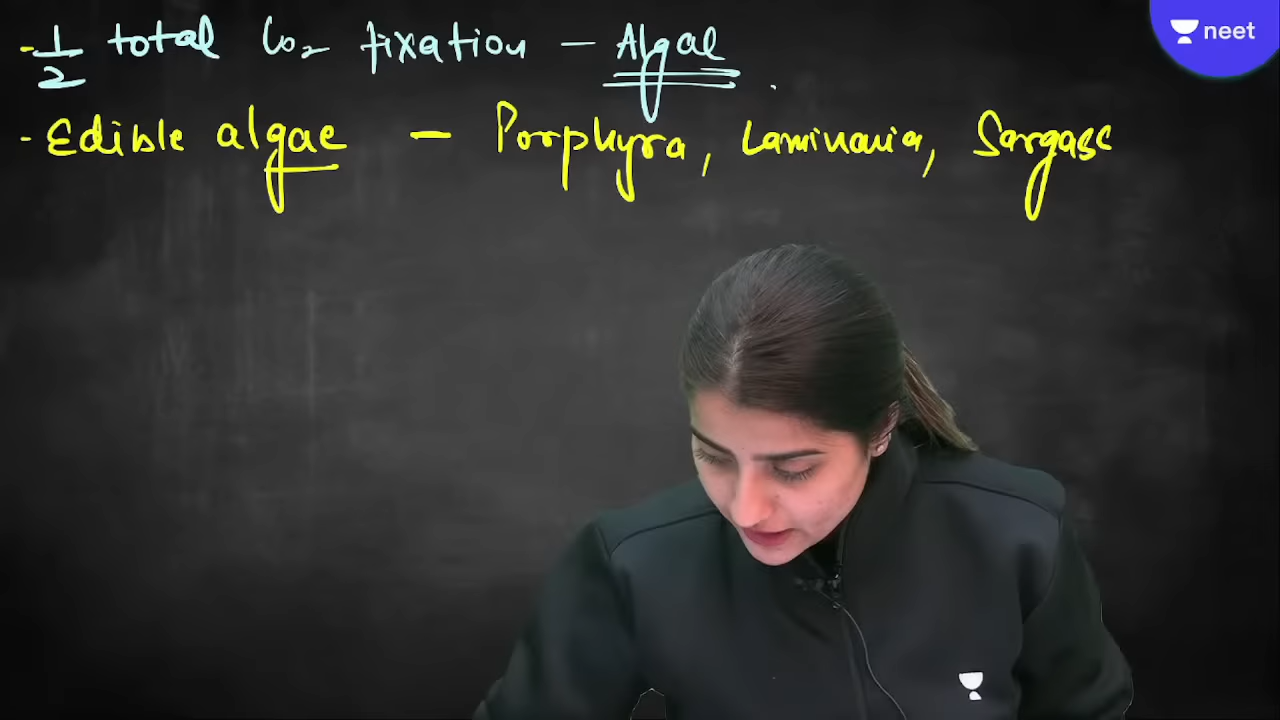 neet
- 1/2 total CO2 fixation - Algae
- Edible algae - Porphyra, Laminaria, Sargass